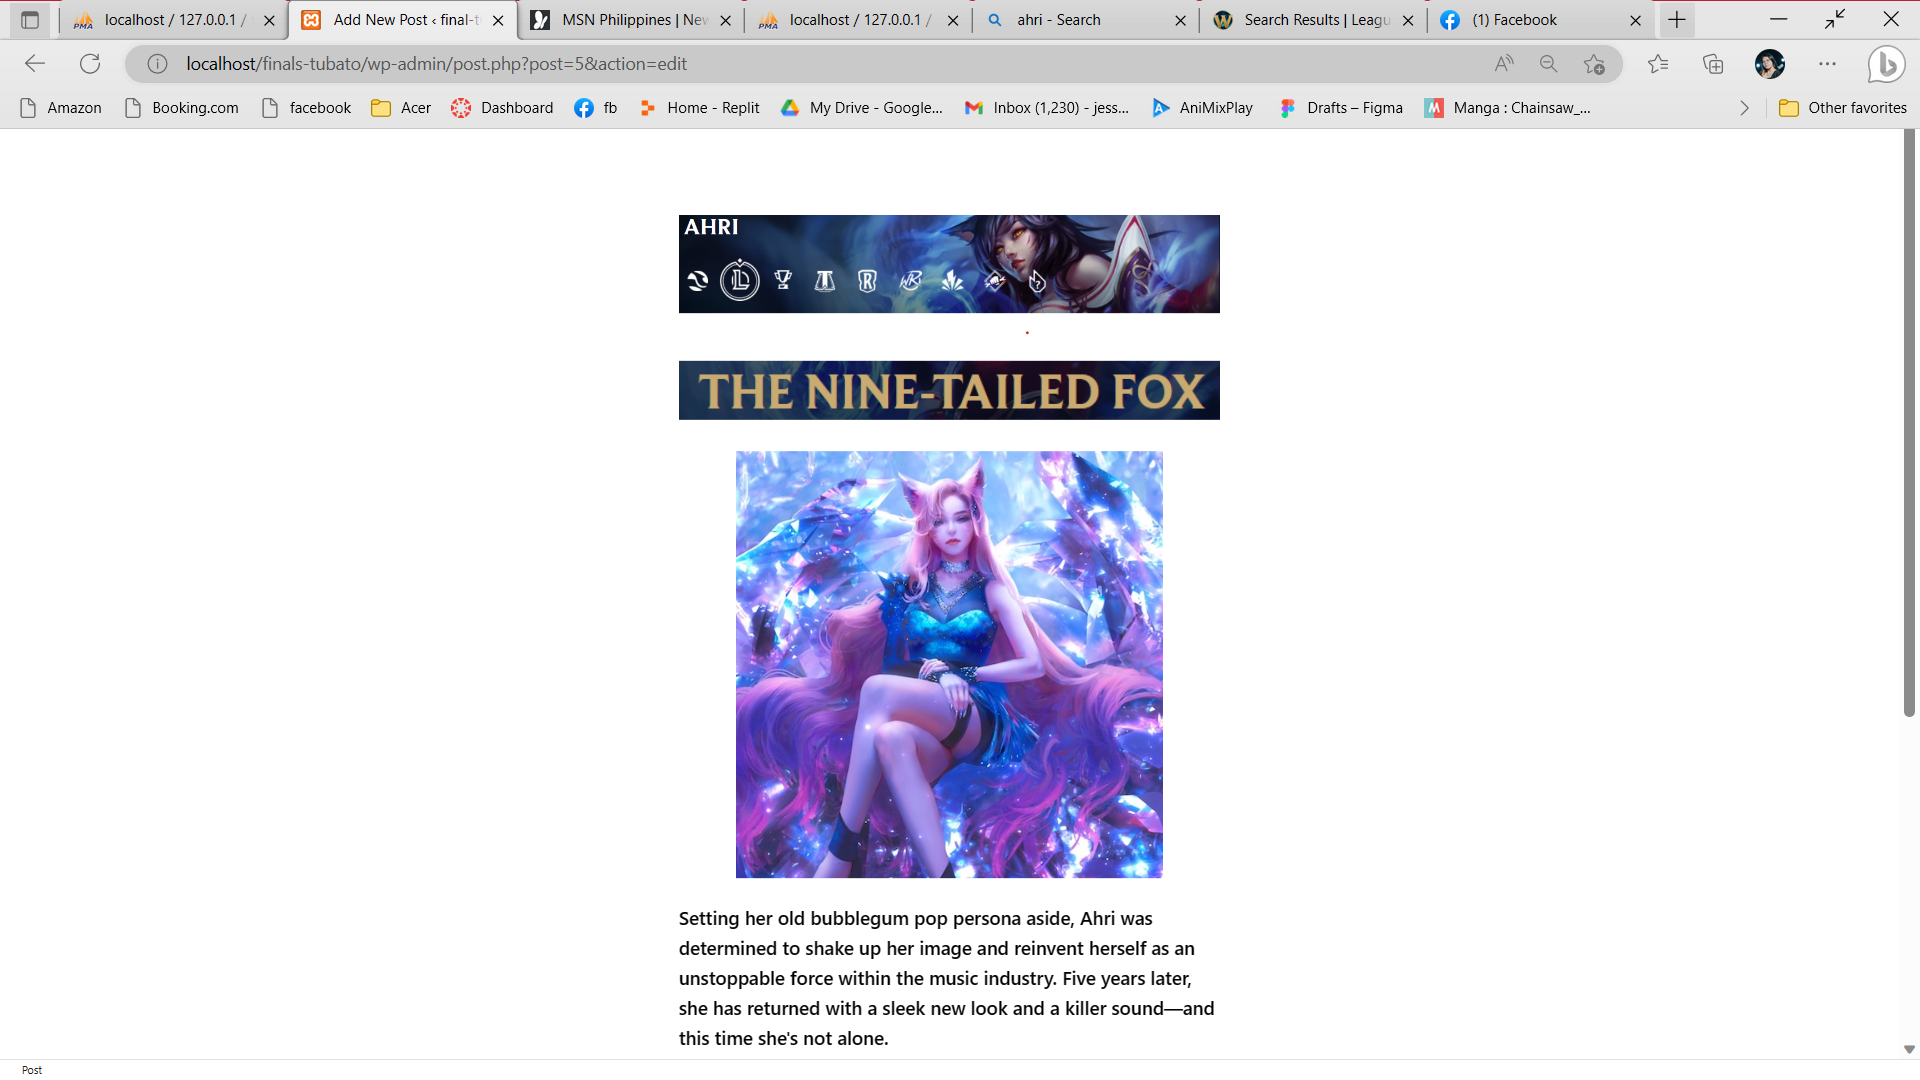 localhost / 127.0.0.1 /
Add New Post ‹ final-t
MSN Philippines | New
localhost / 127.0.0.1 /
ahri - Search
Search Results | Leagu
(1) Facebook
localhost/finals-tubato/wp-admin/post.php?post=5&action=edit
Amazon
Booking.com
facebook
Acer
Dashboard
fb
Home - Replit
My Drive - Google...
Inbox (1,230) - jess...
AniMixPlay
Drafts – Figma
Manga : Chainsaw_...
Other favorites
AHRI
THE NINE-TAILED FOX
Setting her old bubblegum pop persona aside, Ahri was
determined to shake up her image and reinvent herself as an
unstoppable force within the music industry. Five years later,
she has returned with a sleek new look and a killer sound—and
this time she's not alone.
Post